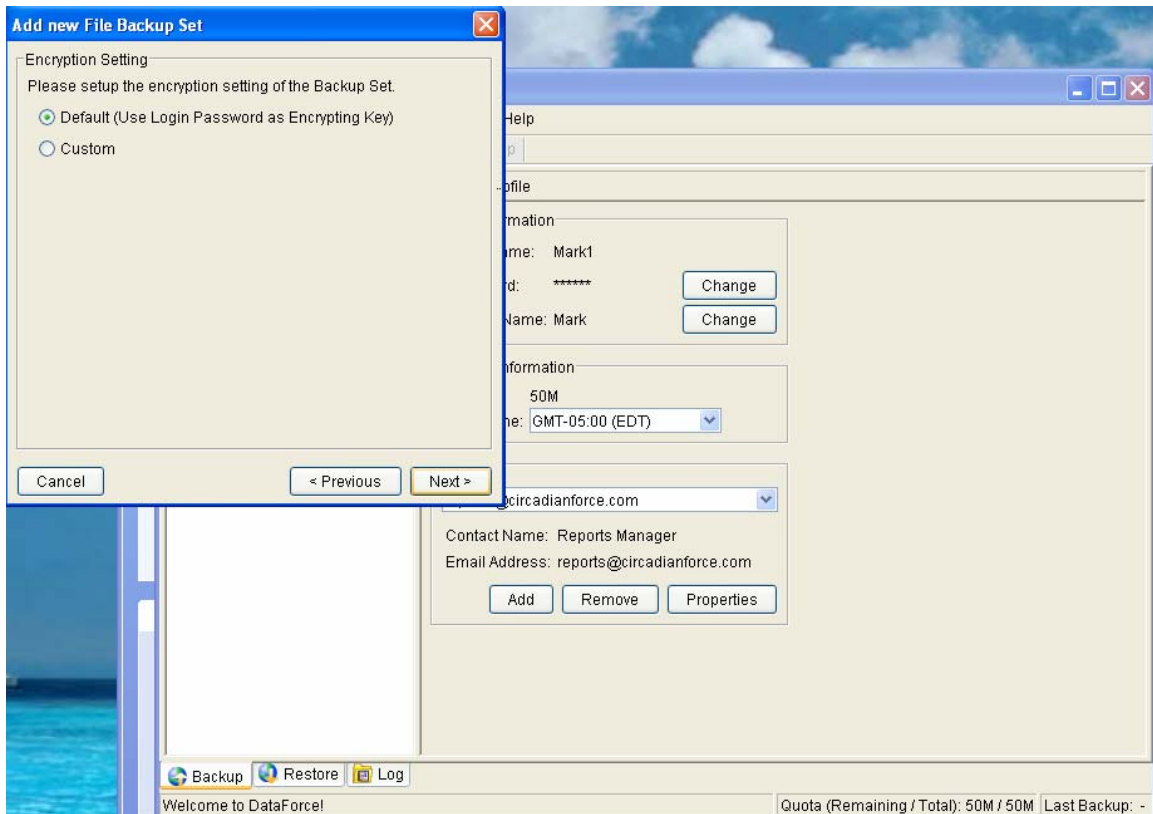 Add new File Backup Set
Encryption Setting
Please setup the encryption setting of the Backup Set.
Default (Use Login Password as Encrypting Key)
Custom
Cancel
< Previous
Next >
Help
ofile
rmation
ame: Mark1
rd: ******
Change
Name: Mark
Change
nformation
50M
ne: GMT-05:00 (EDT)
@circadianforce.com
Contact Name: Reports Manager
Email Address: reports@circadianforce.com
Add
Remove
Properties
Backup
Restore
Log
Welcome to DataForce!
Quota (Remaining / Total): 50M / 50M
Last Backup: -